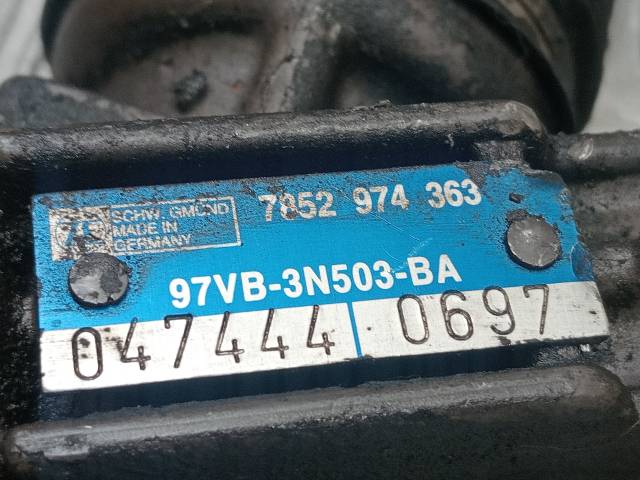 SCHW. GMÜND
MADE IN
GERMANY
7852 974 363
97VB-3N503-BA
047444 0697